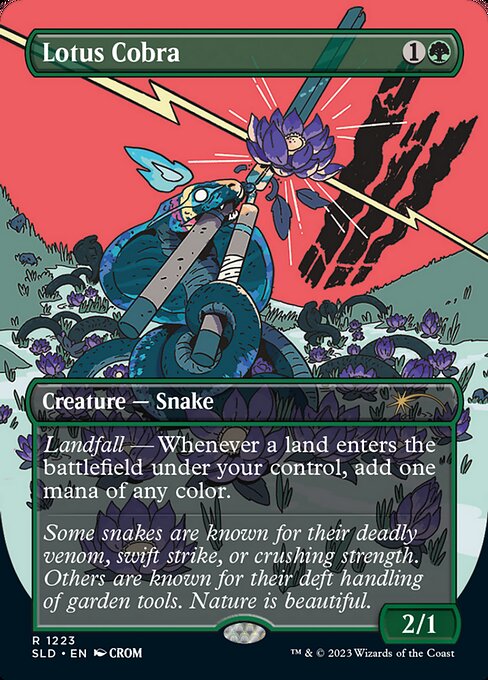 Lotus Cobra 1
Creature — Snake
Landfall — Whenever a land enters the
battlefield under your control, add one
mana of any color.
Some snakes are known for their deadly
venom, swift strike, or crushing strength.
Others are known for their deft handling
of garden tools. Nature is beautiful.
2/1
R 1223
SLD • EN CROM
™ & © 2023 Wizards of the Coast